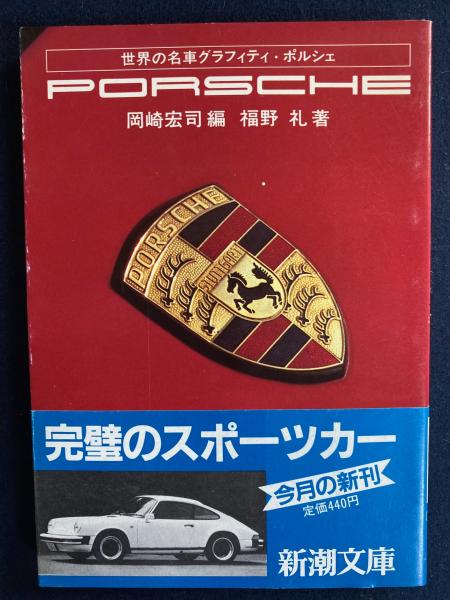 世界の名車グラフィティ・ポルシェ
PORSCHE
岡崎宏司編 福野 礼著
PORSCHE
完璧のスポーツカー
今月の新刊
定価440円
新潮文庫